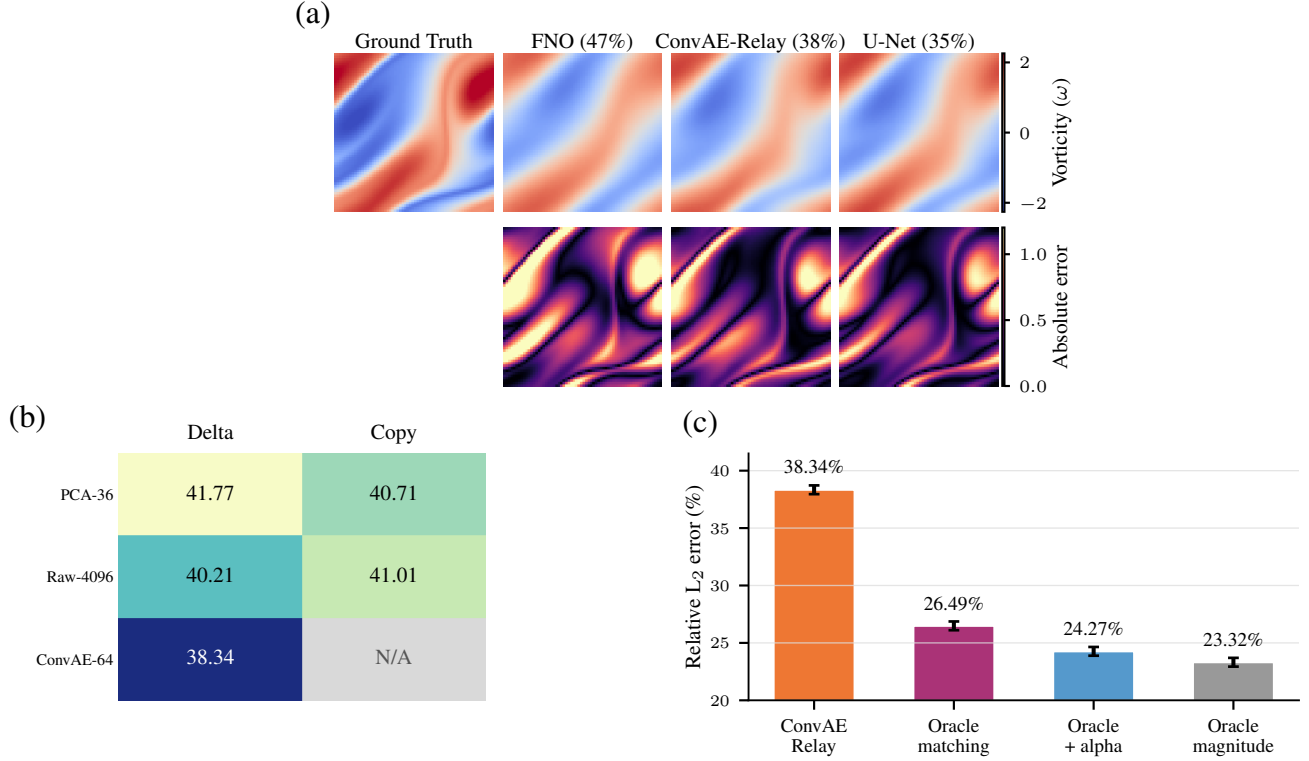 (a)
Ground Truth
FNO (47%)
ConvAE-Relay (38%)
U-Net (35%)
2
0
−2
Vorticity (ω)
1.0
0.5
0.0
Absolute error
(b)
Delta
Copy
PCA-36
41.77
40.71
Raw-4096
40.21
41.01
ConvAE-64
38.34
N/A
(c)
Relative L₂ error (%)
40
35
30
25
20
38.34%
26.49%
24.27%
23.32%
ConvAE
Relay
Oracle
matching
Oracle
+ alpha
Oracle
magnitude